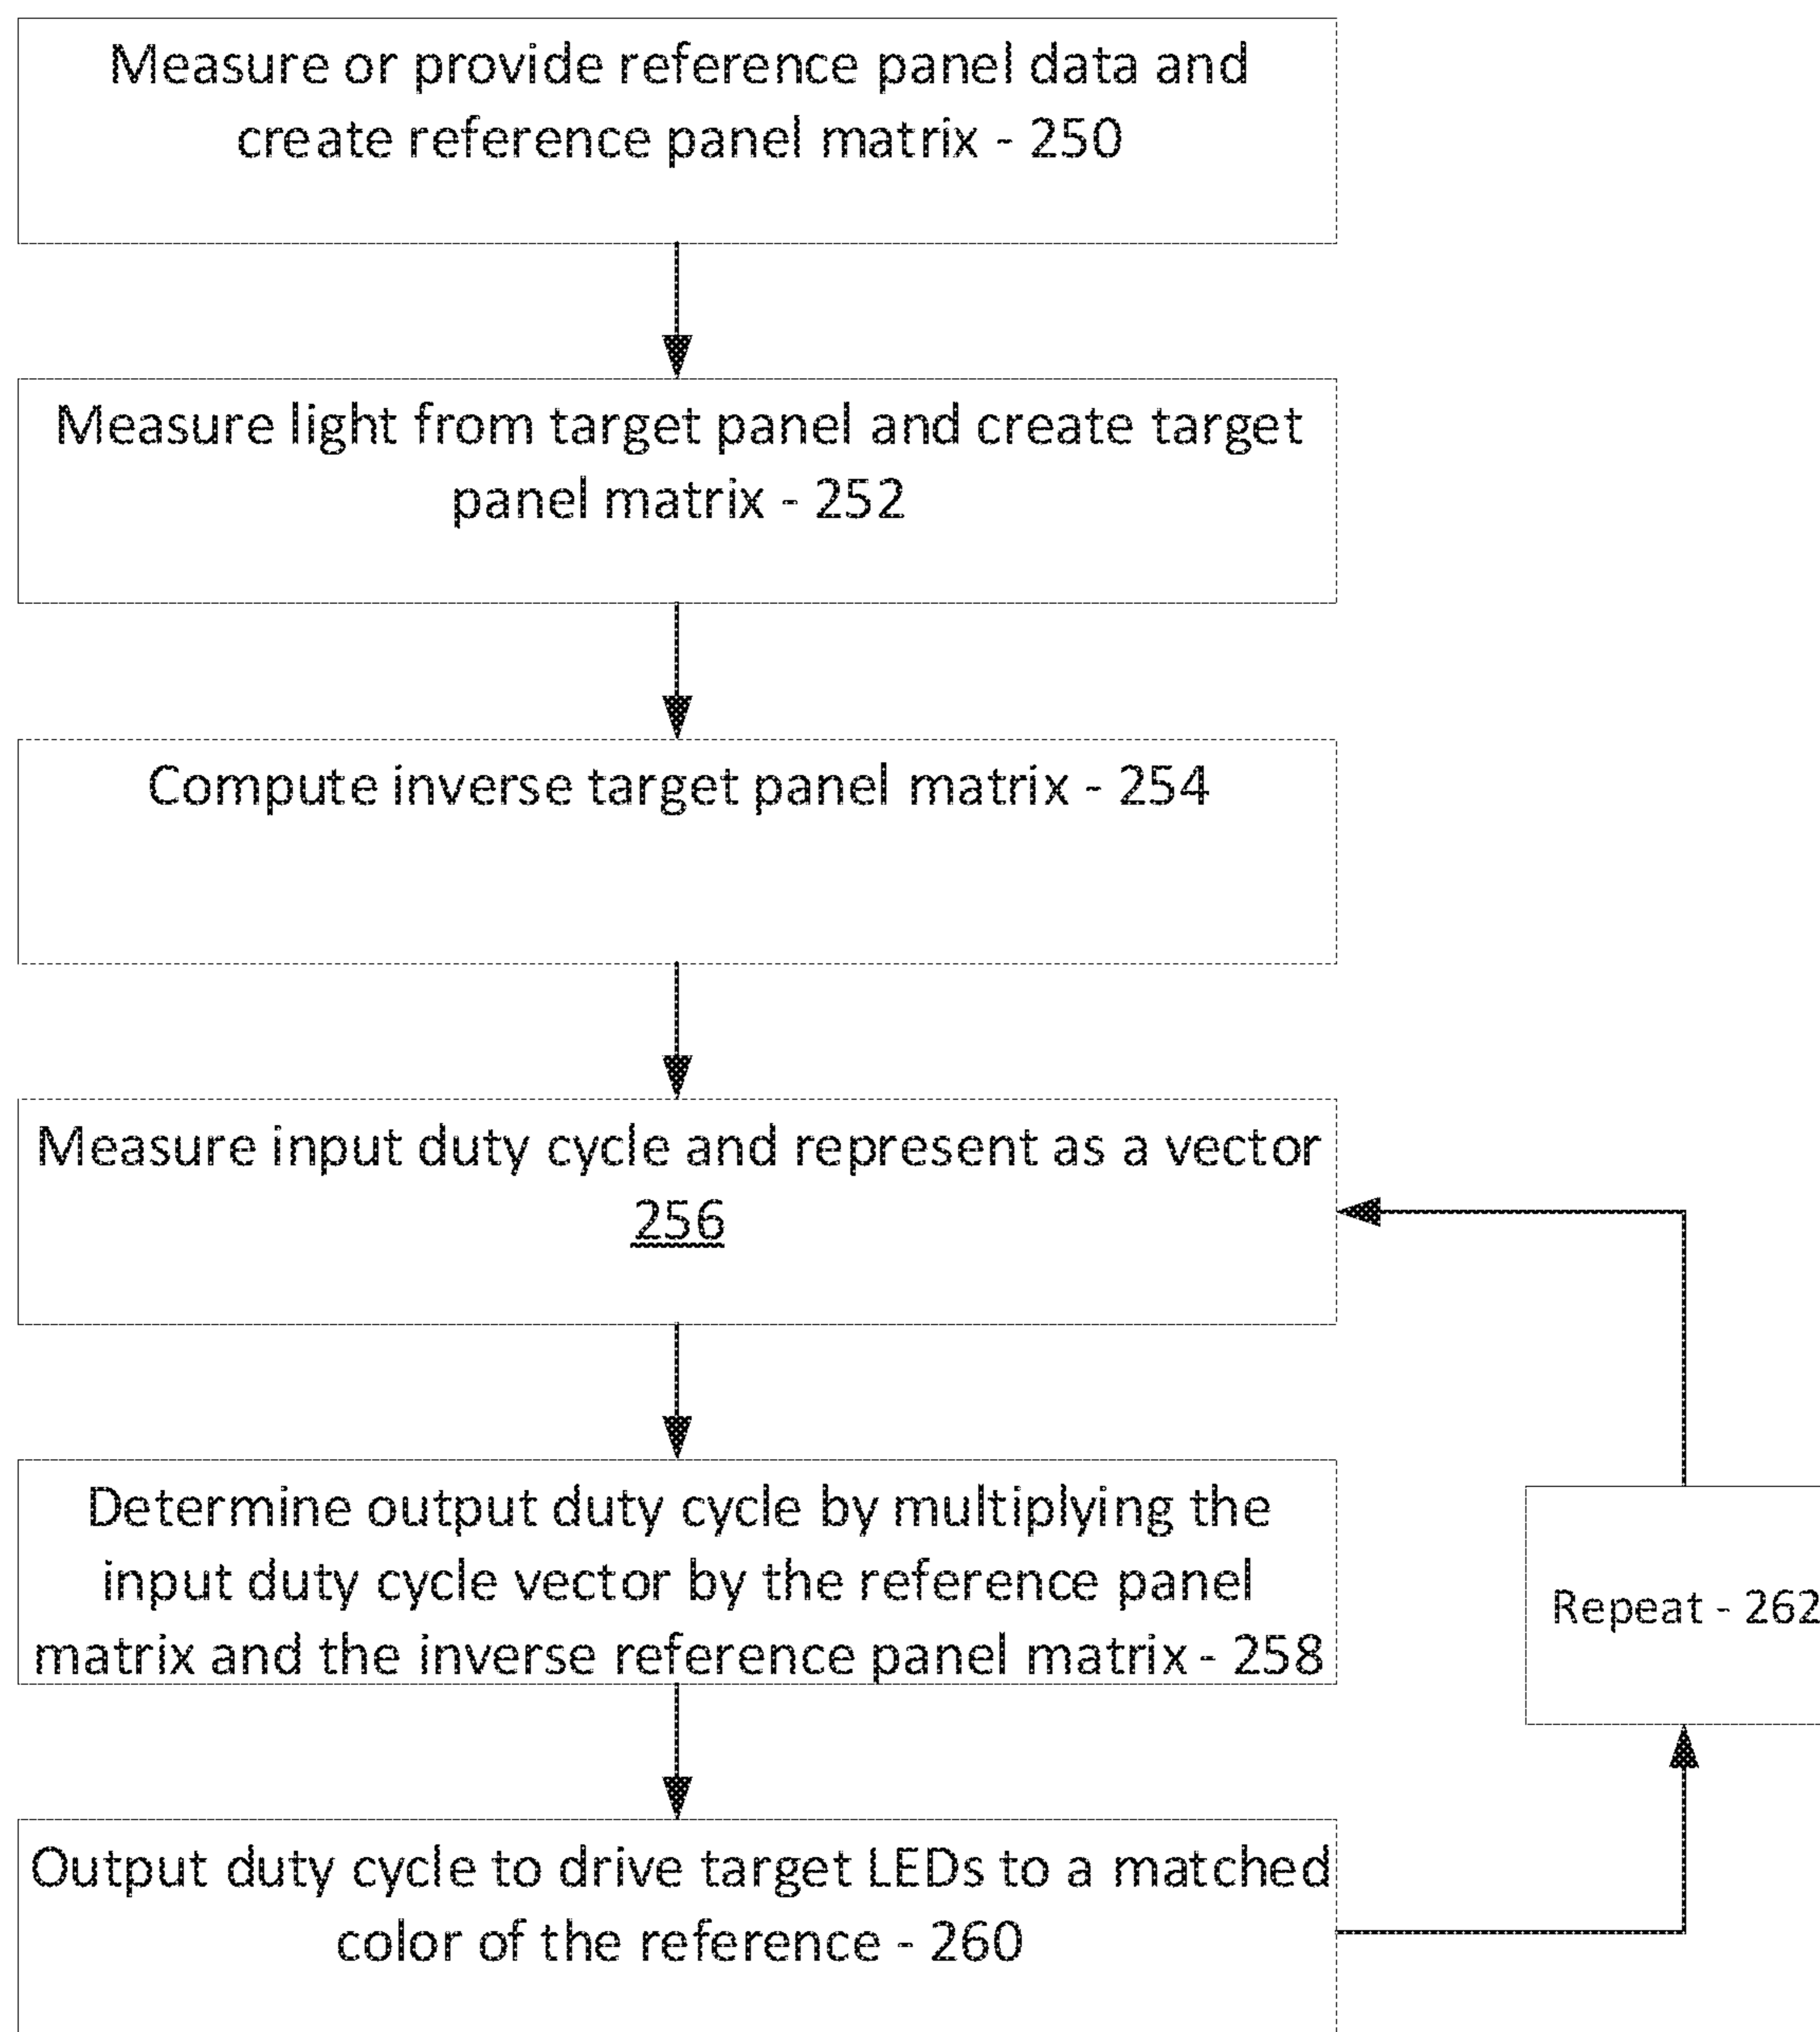 Measure or provide reference panel data and
create reference panel matrix - 250
Measure light from target panel and create target
panel matrix - 252
Compute inverse target panel matrix - 254
Measure input duty cycle and represent as a vector
256
Determine output duty cycle by multiplying the
input duty cycle vector by the reference panel
matrix and the inverse reference panel matrix - 258
Repeat - 262
Output duty cycle to drive target LEDs to a matched
color of the reference - 260